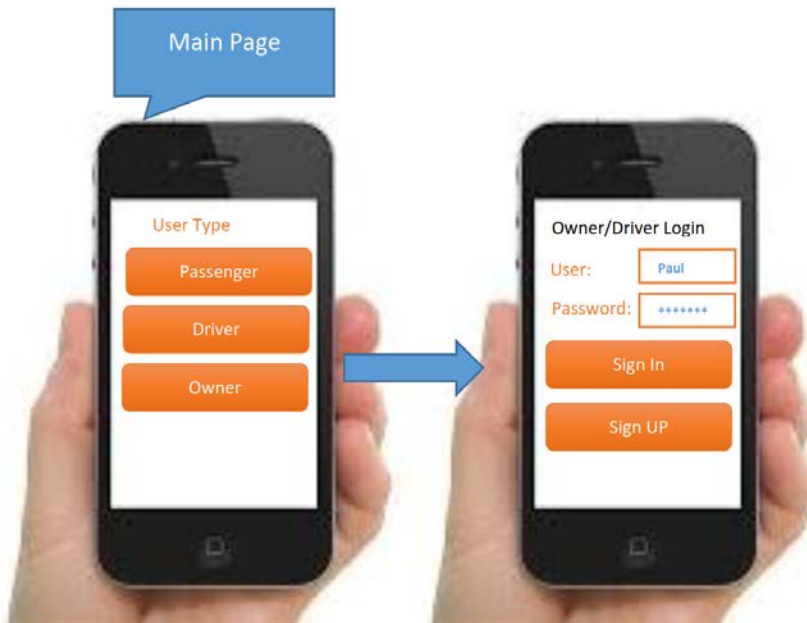 Main Page
User Type
Passenger
Driver
Owner
Owner/Driver Login
User: Paul
Password: *******
Sign In
Sign UP